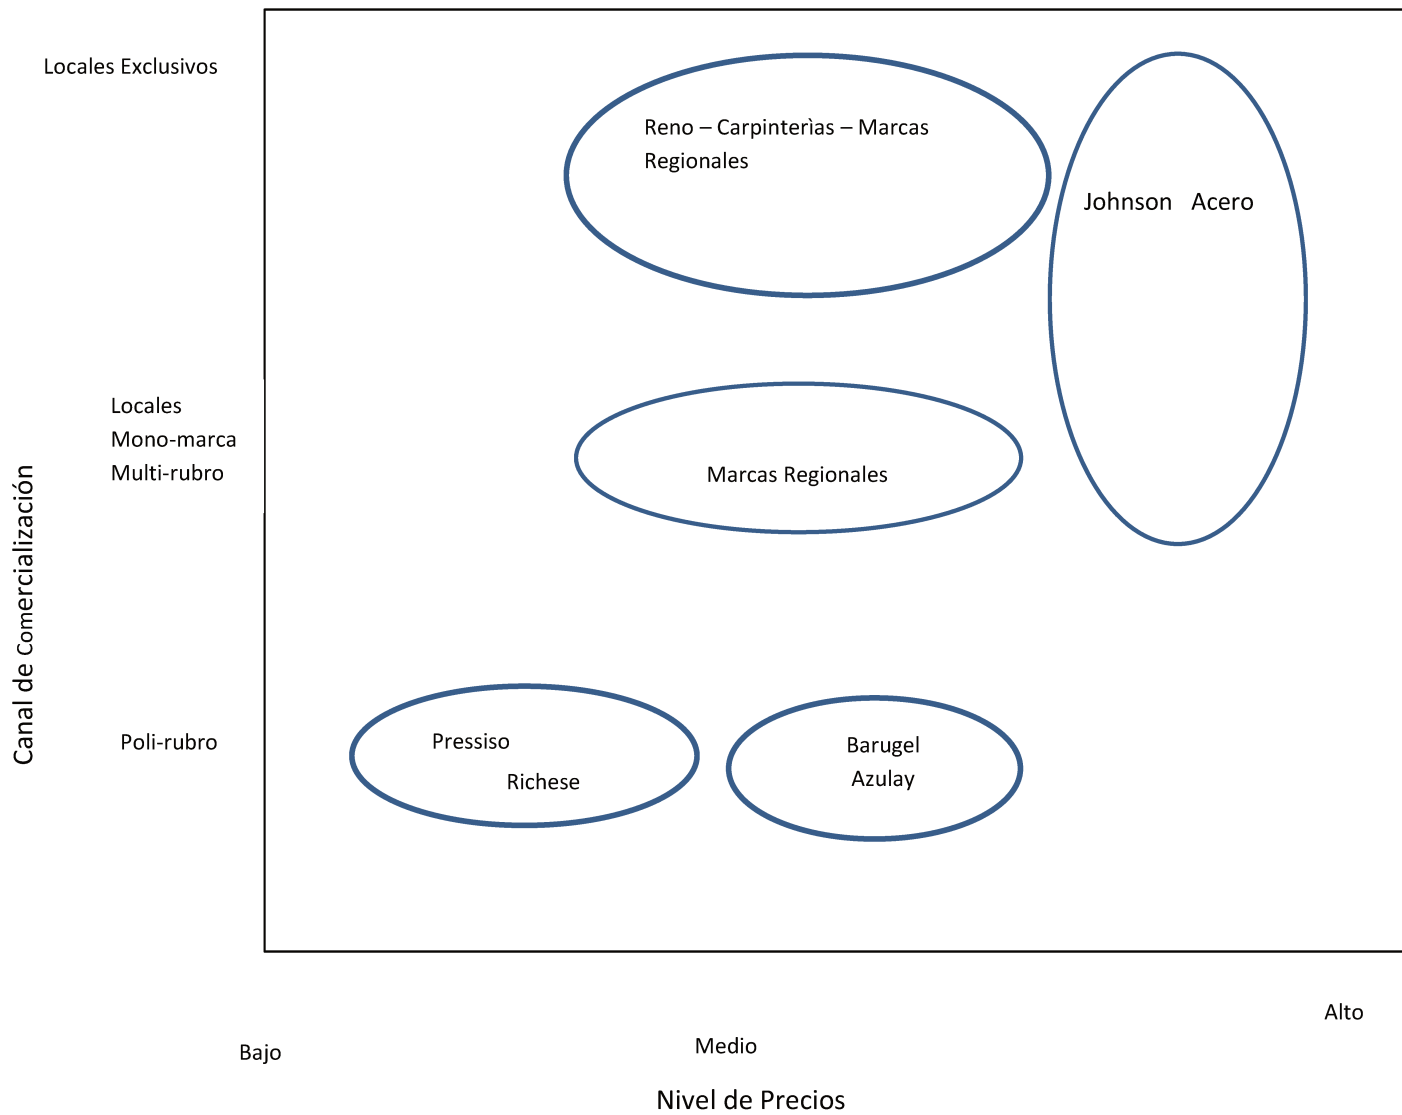 Locales Exclusivos
Reno – Carpinterìas – Marcas
Regionales
Johnson Acero
Locales
Mono-marca
Multi-rubro
Marcas Regionales
Canal de Comercialización
Poli-rubro
Pressiso
Richese
Barugel
Azulay
Alto
Medio
Bajo
Nivel de Precios